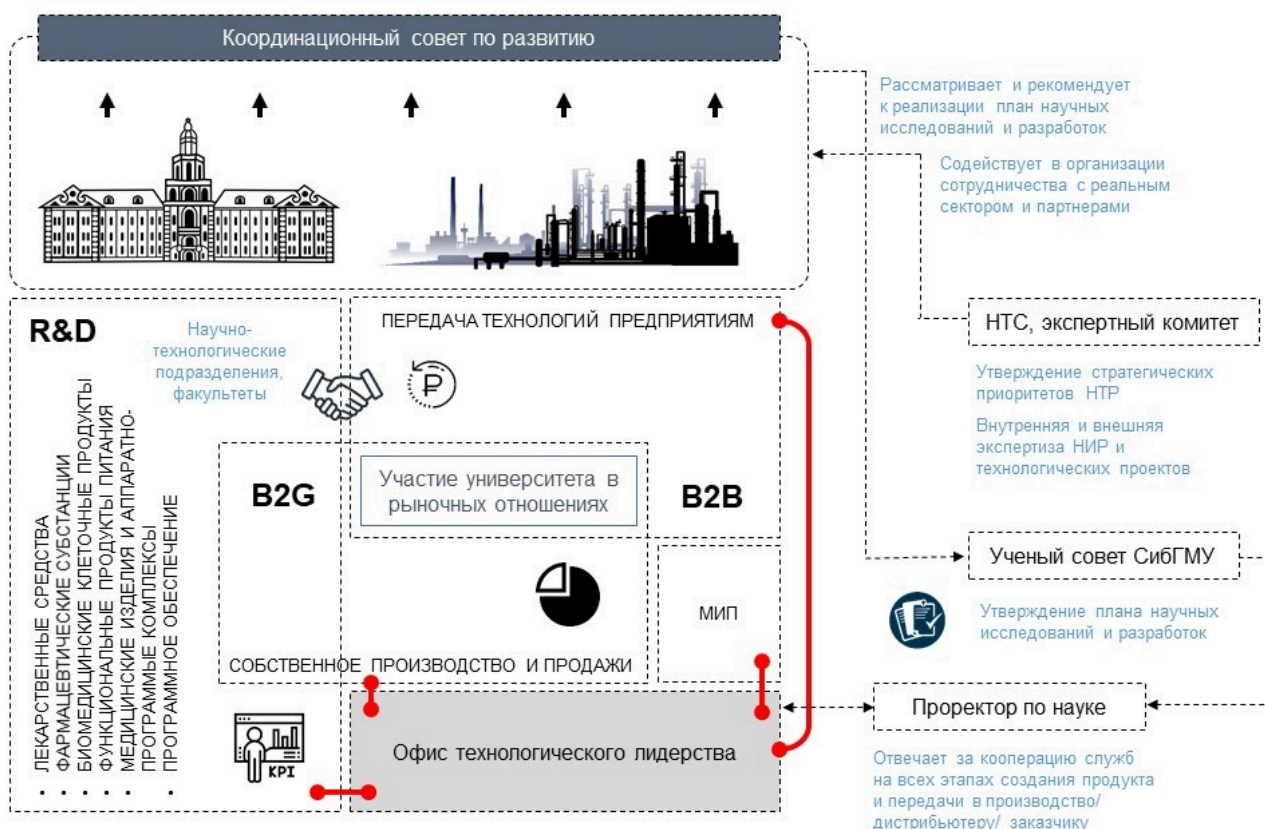 Координационный совет по развитию
Рассматривает и рекомендует
к реализации план научных
исследований и разработок
Содействует в организации
сотрудничества с реальным
сектором и партнерами
R&D
Научно-
технологические
подразделения,
факультеты
ПЕРЕДАЧА ТЕХНОЛОГИЙ ПРЕДПРИЯТИЯМ
₽
НТС, экспертный комитет
Утверждение стратегических
приоритетов НТР
Внутренняя и внешняя
экспертиза НИР и
технологических проектов
ЛЕКАРСТВЕННЫЕ СРЕДСТВА
ФАРМАЦЕВТИЧЕСКИЕ СУБСТАНЦИИ
БИОМЕДИЦИНСКИЕ КЛЕТОЧНЫЕ ПРОДУКТЫ
ФУНКЦИОНАЛЬНЫЕ ПРОДУКТЫ ПИТАНИЯ
МЕДИЦИНСКИЕ ИЗДЕЛИЯ И АППАРАТНО-
ПРОГРАММЫЕ КОМПЛЕКСЫ
ПРОГРАММНОЕ ОБЕСПЕЧЕНИЕ
B2G
Участие университета в
рыночных отношениях
B2B
МИП
СОБСТВЕННОЕ ПРОИЗВОДСТВО И ПРОДАЖИ
Ученый совет СибГМУ
Утверждение плана научных
исследований и разработок
KPI
Офис технологического лидерства
Проректор по науке
Отвечает за кооперацию служб
на всех этапах создания продукта
и передачи в производство/
дистрибьютеру/ заказчику